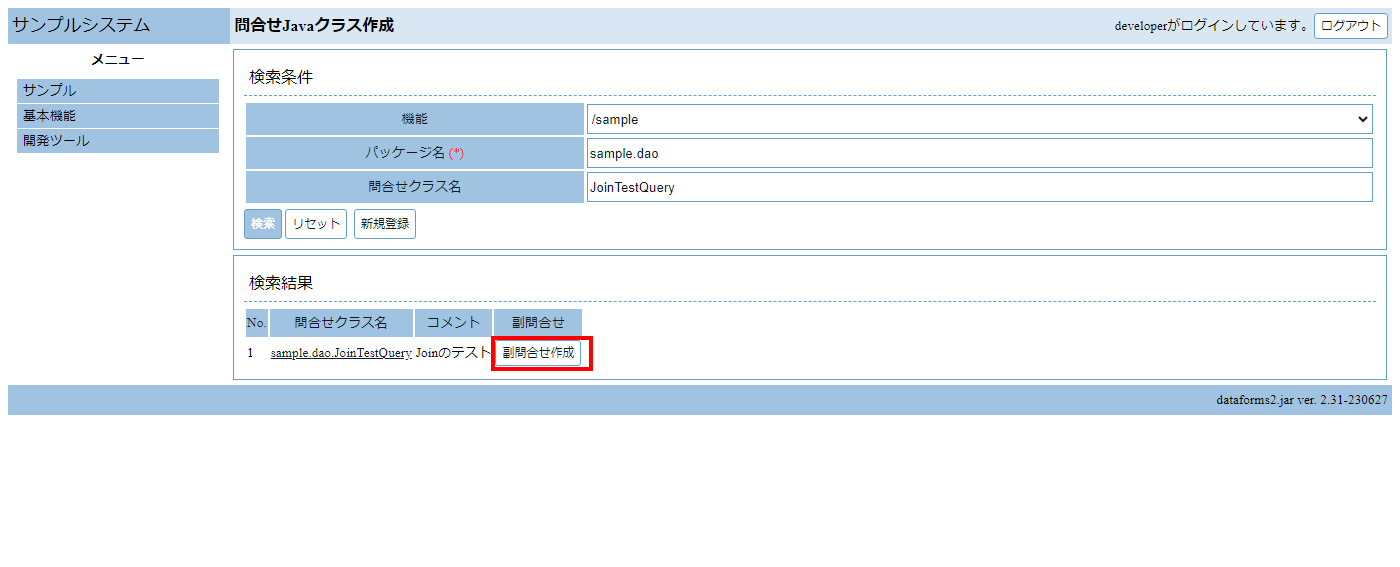 サンプルシステム 問合せJavaクラス作成 developerがログインしています。 ログアウト
メニュー
サンプル
基本機能
開発ツール
検索条件
機能 /sample
パッケージ名 (*) sample.dao
問合せクラス名 JoinTestQuery
検索 リセット 新規登録
検索結果
No. 問合せクラス名 コメント 副問合せ
1 sample.dao.JoinTestQuery Joinのテスト 副問合せ作成
dataforms2.jar ver. 2.31-230627